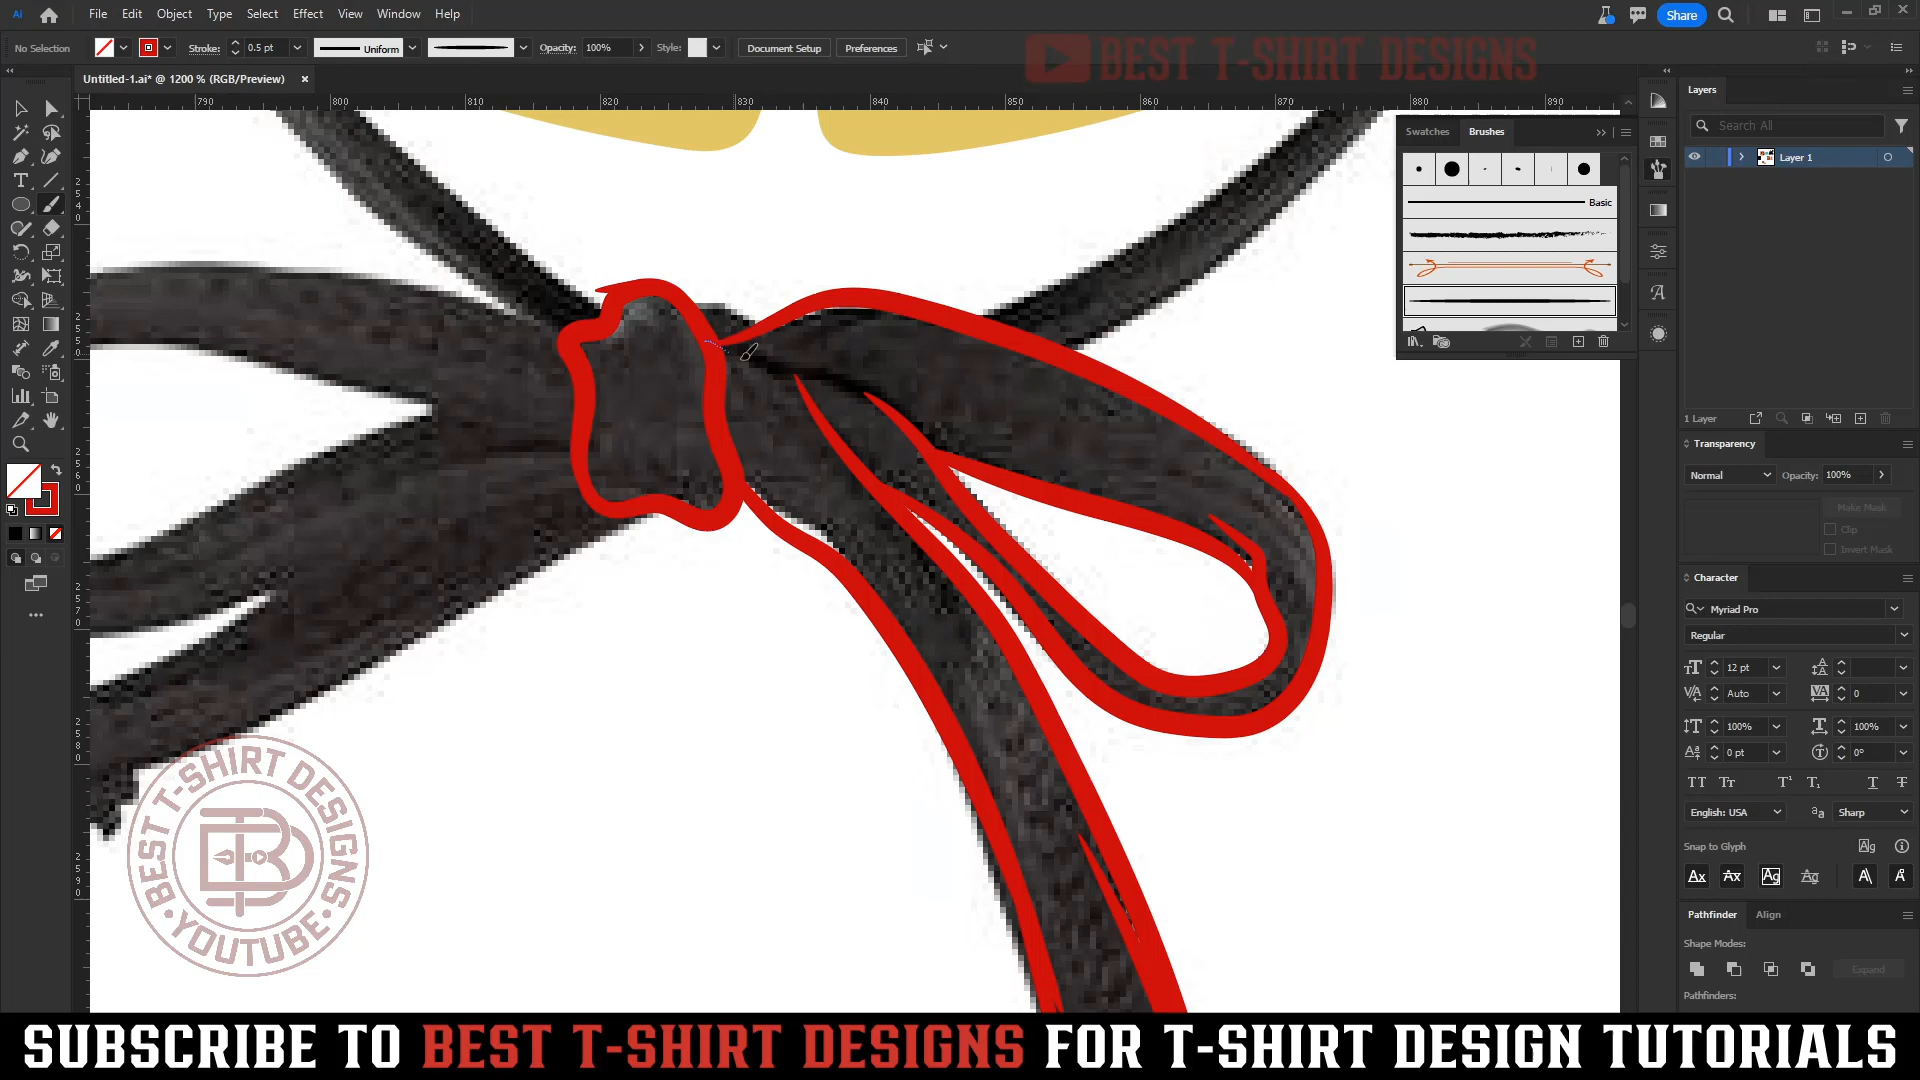 Ai File Edit Object Type Select Effect View Window Help Share
No Selection Stroke: 0.5 pt Uniform Opacity: 100% Style: Document Setup Preferences
BEST T-SHIRT DESIGNS
Untitled-1.ai* @ 1200 % (RGB/Preview)
790 800 810 820 830 840 850 860 870 880 890
Swatches Brushes
Basic
Layers
Search All
Layer 1
1 Layer
Transparency
Normal Opacity: 100%
Make Mask
Clip
Invert Mask
Character
Myriad Pro
Regular
12 pt
Auto 0
100% 100%
0 pt 0°
English: USA Sharp
Snap to Glyph
Pathfinder Align
Shape Modes:
Expand
Pathfinders:
BEST T-SHIRT DESIGNS
YOUTUBE
SUBSCRIBE TO BEST T-SHIRT DESIGNS FOR T-SHIRT DESIGN TUTORIALS